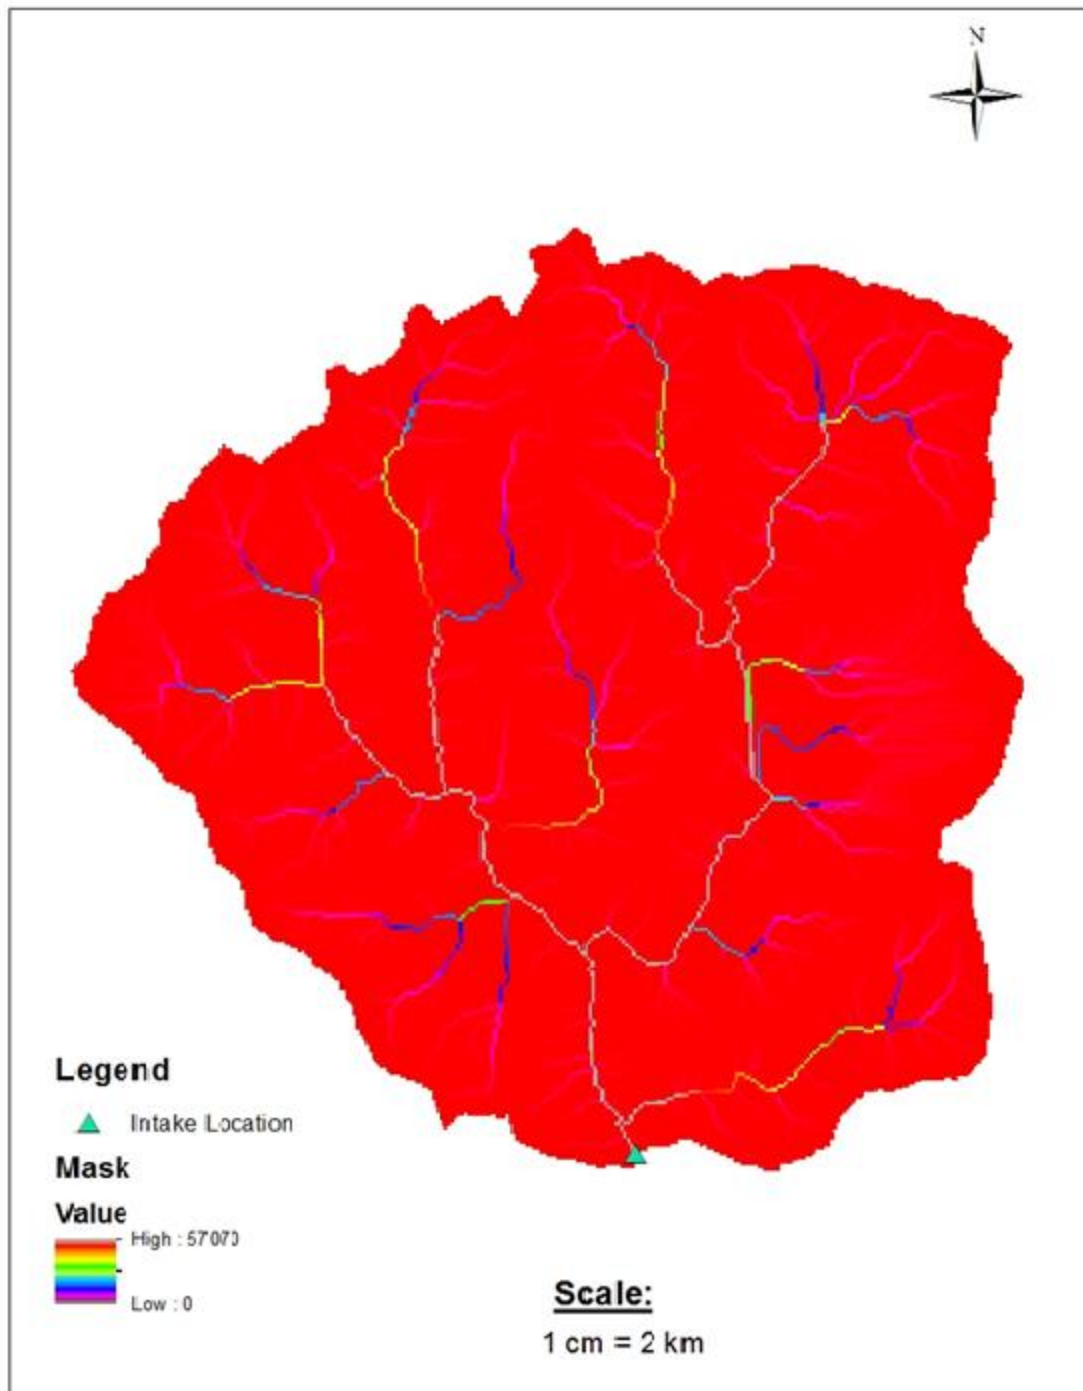 N
Legend
Intake Location
Mask
Value
High : 57070
Low : 0
Scale:
1 cm = 2 km